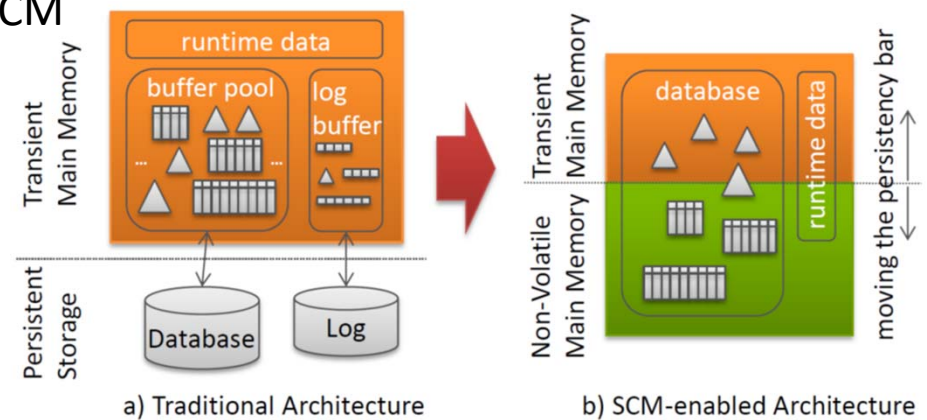 CM
runtime data
buffer pool
log
buffer
...
...
Transient
Main Memory
Persistent
Storage
Database
Log
a) Traditional Architecture
Transient
Main Memory
Non-Volatile
Main Memory
database
runtime data
moving the persistency bar
b) SCM-enabled Architecture